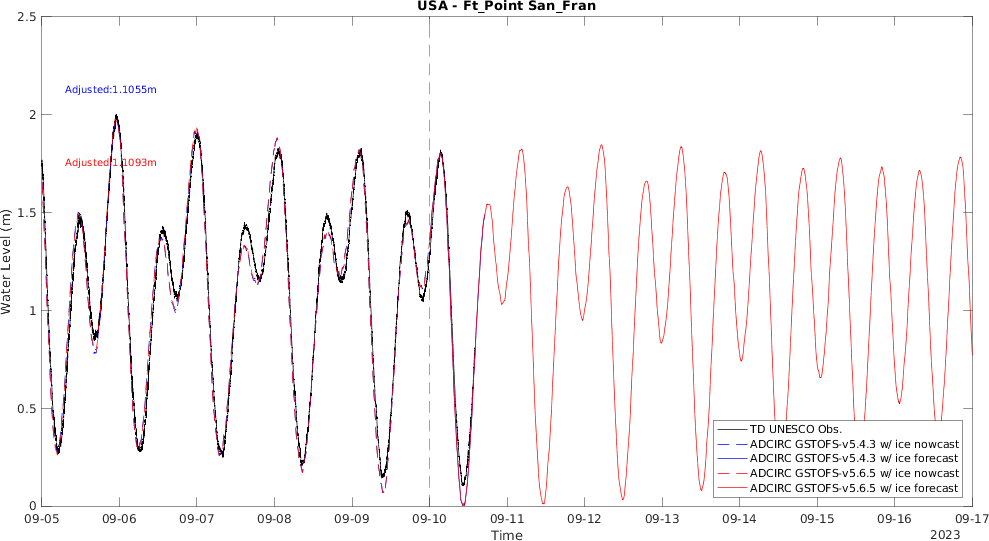 USA - Ft_Point San_Fran
2.5
Adjusted:1.1055m
2
Adjusted:1.1093m
1.5
Water Level (m)
1
0.5
0
TD UNESCO Obs.
ADCIRC GSTOFS-v5.4.3 w/ ice nowcast
ADCIRC GSTOFS-v5.4.3 w/ ice forecast
ADCIRC GSTOFS-v5.6.5 w/ ice nowcast
ADCIRC GSTOFS-v5.6.5 w/ ice forecast
09-05 09-06 09-07 09-08 09-09 09-10 09-11 09-12 09-13 09-14 09-15 09-16 09-17
Time
2023